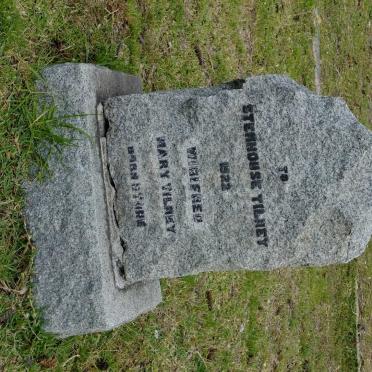 TO
STENHOUSE TILNEY
1922
WINIFRED
MARY TILNEY